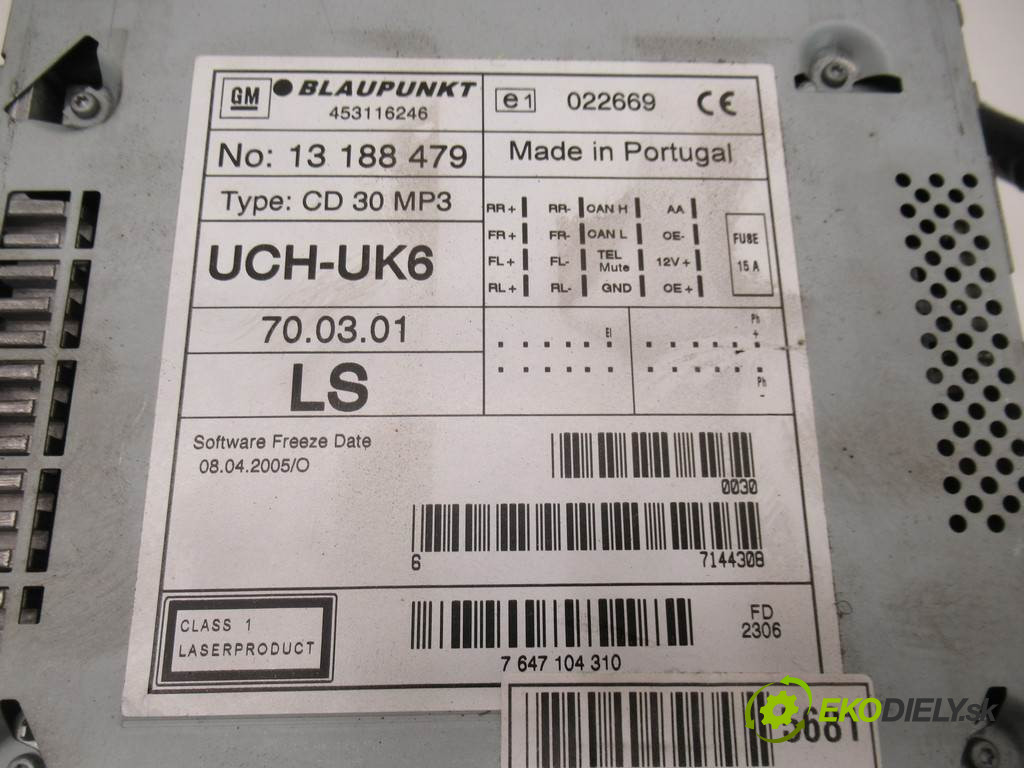 GM BLAUPUNKT
453116246
e1 022669 CE
No: 13 188 479
Made in Portugal
Type: CD 30 MP3
UCH-UK6
70.03.01
LS
RR+ RR- CAN H AA
FR+ FR- CAN L OE-
FL+ FL- TEL Mute 12V+
RL+ RL- GND OE+
FUSE
15 A
Ph
+
Ph
-
Software Freeze Date
08.04.2005/O
0030
6 7144308
CLASS 1
LASERPRODUCT
FD
2306
7 647 104 310
EKODIELY.sk